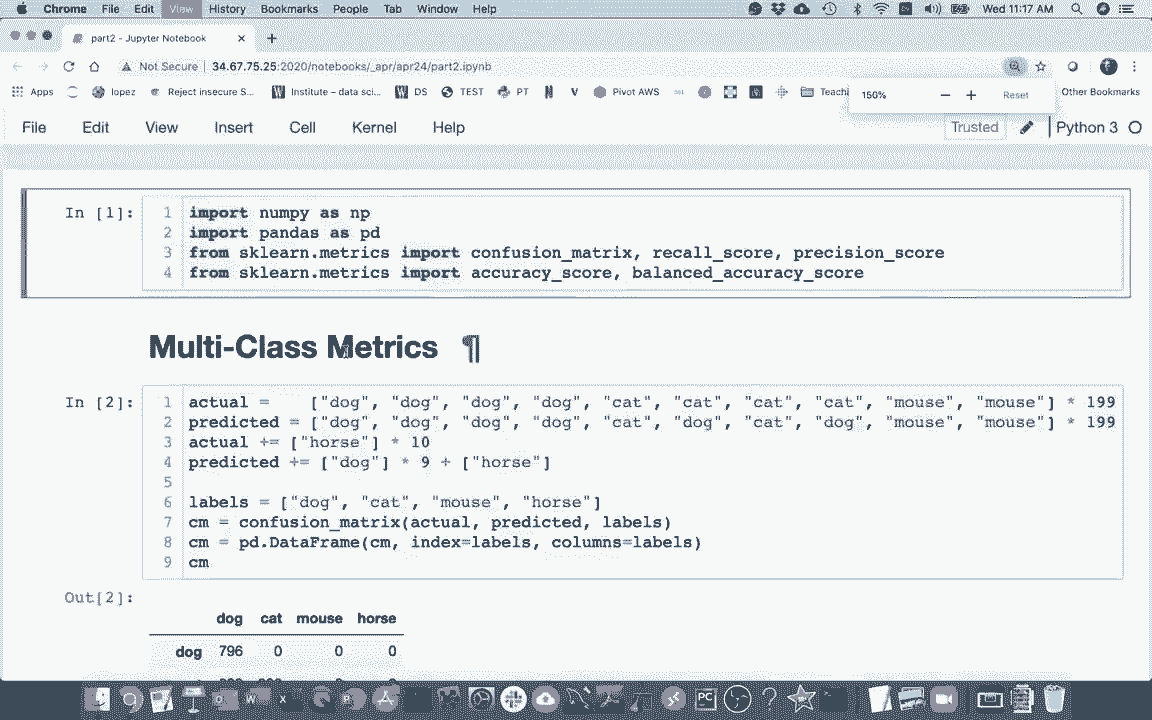 Chrome File Edit View History Bookmarks People Tab Window Help Wed 11:17 AM
part2 - Jupyter Notebook
Not Secure 34.67.75.25:2020/notebooks/_apr/apr24/part2.ipynb
Apps lopez Reject insecure S... Institute – data sci... DS TEST PT N V Pivot AWS Teachi Other Bookmarks
150% − + Reset
File Edit View Insert Cell Kernel Help Trusted Python 3
In [1]:
1 import numpy as np
2 import pandas as pd
3 from sklearn.metrics import confusion_matrix, recall_score, precision_score
4 from sklearn.metrics import accuracy_score, balanced_accuracy_score
Multi-Class Metrics ¶
In [2]:
1 actual = ["dog", "dog", "dog", "dog", "cat", "cat", "cat", "cat", "mouse", "mouse"] * 199
2 predicted = ["dog", "dog", "dog", "dog", "cat", "dog", "cat", "dog", "mouse", "mouse"] * 199
3 actual += ["horse"] * 10
4 predicted += ["dog"] * 9 + ["horse"]
5
6 labels = ["dog", "cat", "mouse", "horse"]
7 cm = confusion_matrix(actual, predicted, labels)
8 cm = pd.DataFrame(cm, index=labels, columns=labels)
9 cm
Out[2]:
dog cat mouse horse
dog 796 0 0 0